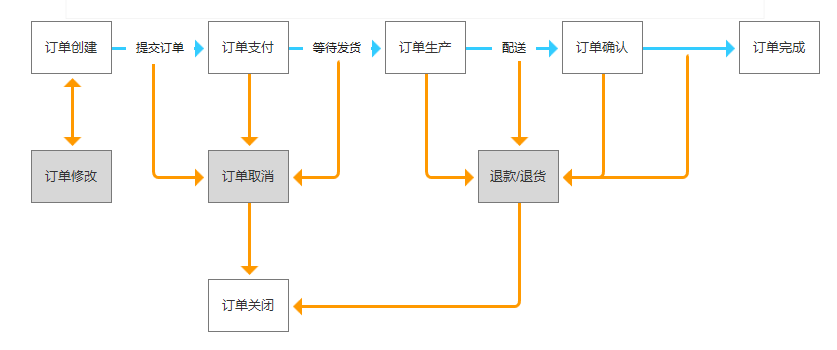 订单创建
提交订单
订单支付
等待发货
订单生产
配送
订单确认
订单完成
订单修改
订单取消
退款/退货
订单关闭